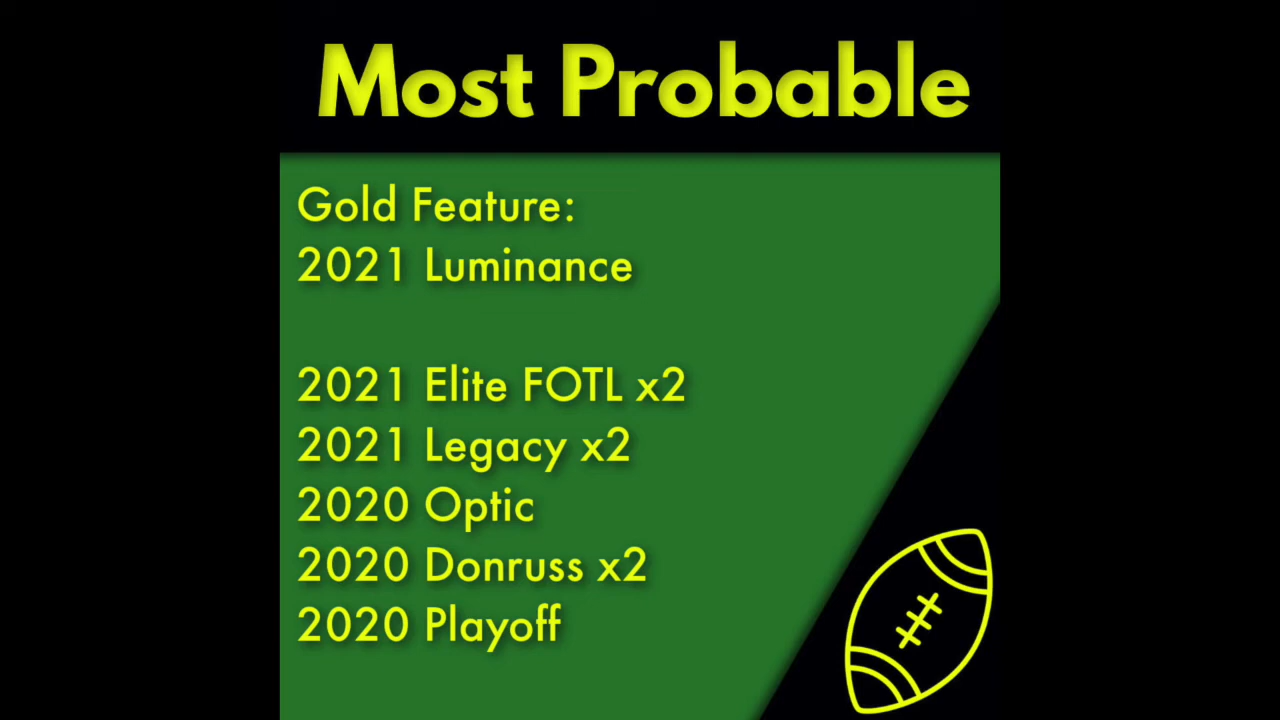 Most Probable
Gold Feature:
2021 Luminance
2021 Elite FOTL x2
2021 Legacy x2
2020 Optic
2020 Donruss x2
2020 Playoff